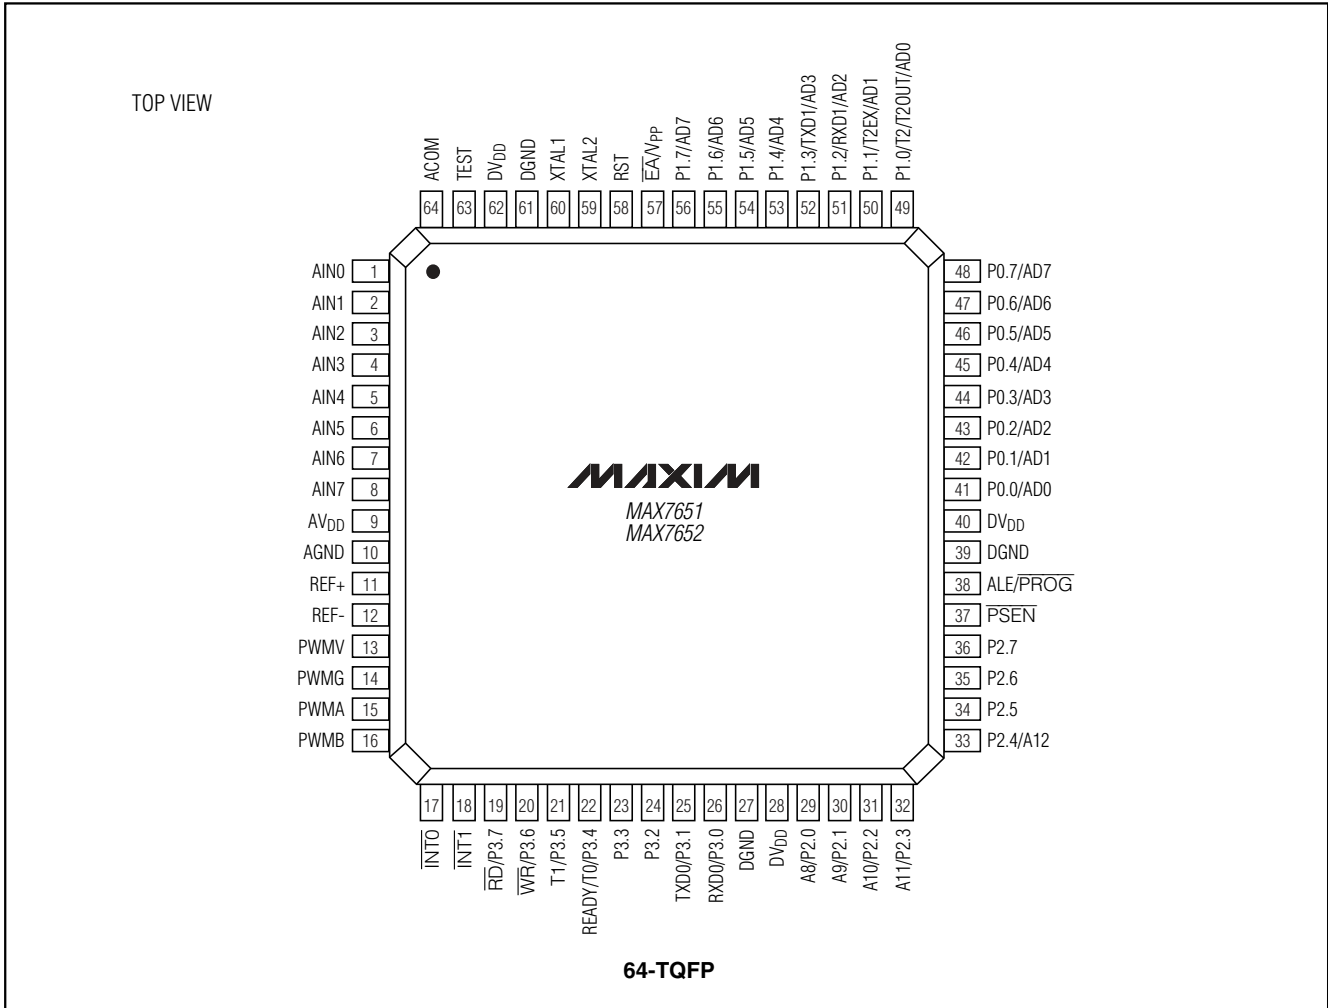 TOP VIEW
ACOM
TEST
DVDD
DGND
XTAL1
XTAL2
RST
E̅A̅/VPP
P1.7/AD7
P1.6/AD6
P1.5/AD5
P1.4/AD4
P1.3/TXD1/AD3
P1.2/RXD1/AD2
P1.1/T2EX/AD1
P1.0/T2/T2OUT/AD0
64 63 62 61 60 59 58 57 56 55 54 53 52 51 50 49
AIN0 1
AIN1 2
AIN2 3
AIN3 4
AIN4 5
AIN5 6
AIN6 7
AIN7 8
AVDD 9
AGND 10
REF+ 11
REF- 12
PWMV 13
PWMG 14
PWMA 15
PWMB 16
MAXIM
MAX7651
MAX7652
48 P0.7/AD7
47 P0.6/AD6
46 P0.5/AD5
45 P0.4/AD4
44 P0.3/AD3
43 P0.2/AD2
42 P0.1/AD1
41 P0.0/AD0
40 DVDD
39 DGND
38 ALE/P̅R̅O̅G̅
37 P̅S̅E̅N̅
36 P2.7
35 P2.6
34 P2.5
33 P2.4/A12
17 18 19 20 21 22 23 24 25 26 27 28 29 30 31 32
I̅N̅T̅0̅
I̅N̅T̅1̅
R̅D̅/P3.7
W̅R̅/P3.6
T1/P3.5
READY/T0/P3.4
P3.3
P3.2
TXD0/P3.1
RXD0/P3.0
DGND
DVDD
A8/P2.0
A9/P2.1
A10/P2.2
A11/P2.3
64-TQFP